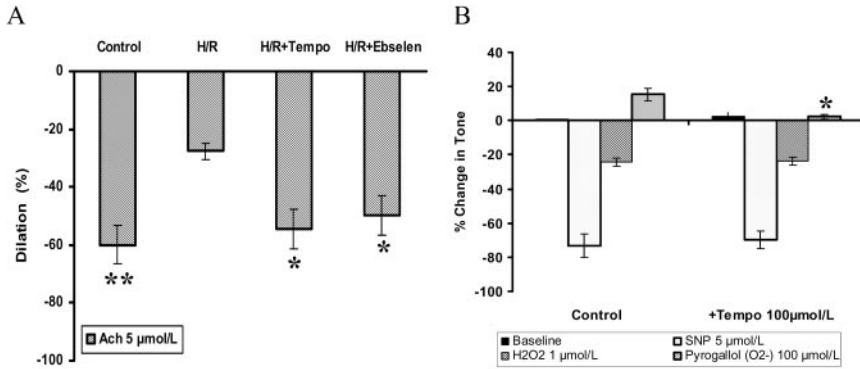 A
Control H/R H/R+Tempo H/R+Ebselen
0
-20
-40
-60
-80
-100
Dilation (%)
**
*
*
Ach 5 µmol/L
B
40
20
0
-20
-40
-60
-80
-100
% Change in Tone
*
Control +Tempo 100µmol/L
Baseline SNP 5 µmol/L
H2O2 1 µmol/L Pyrogallol (O2-) 100 µmol/L